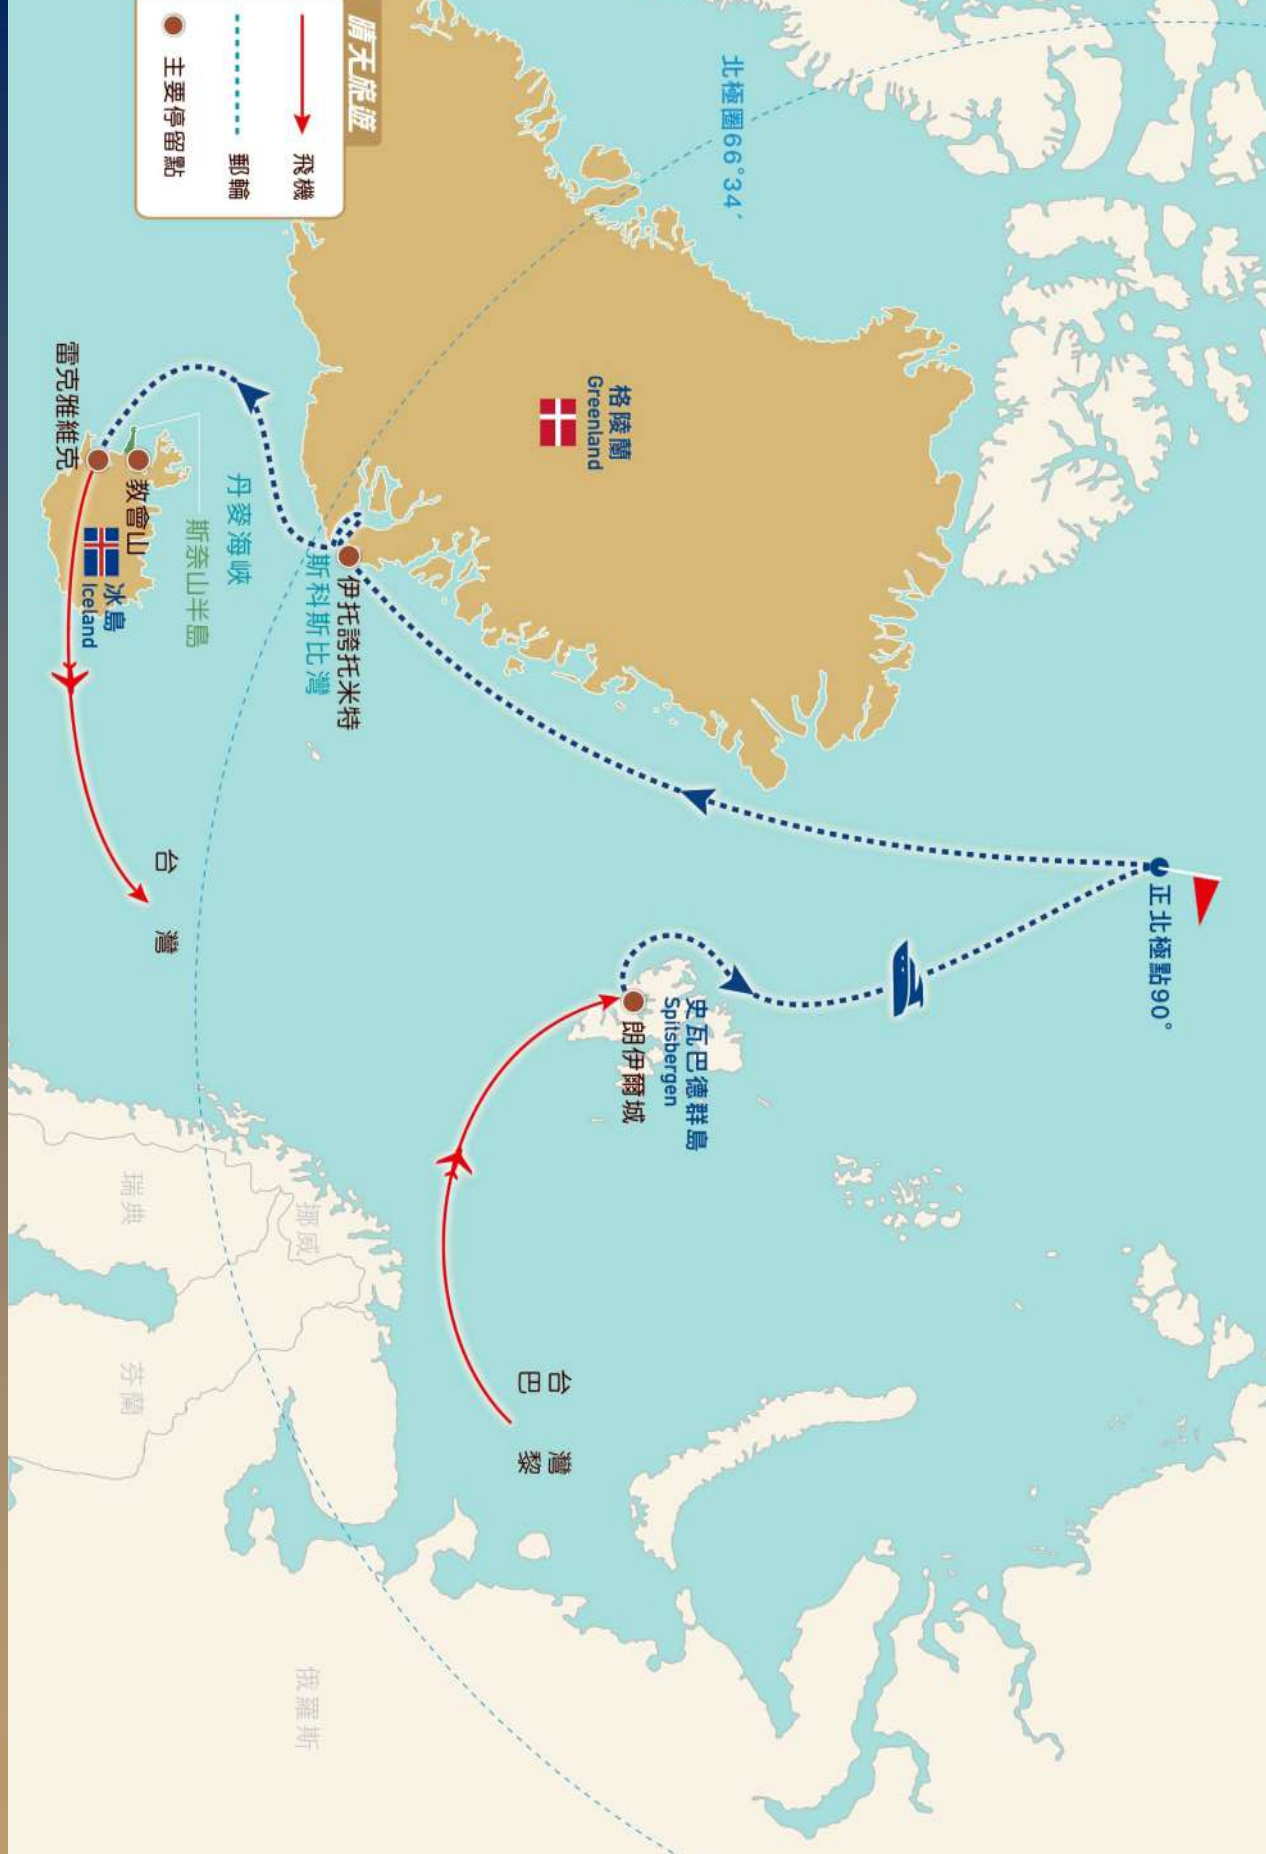 正北極點90°
北極圈66°34′
格陵蘭
Greenland
史瓦巴德群島
Spitsbergen
朗伊爾城
台灣
巴黎
晴天旅遊
飛機
郵輪
主要停留點
伊托誇托米特
斯科斯比灣
丹麥海峽
斯奈山半島
教會山
冰島
Iceland
雷克雅維克
台灣
挪威
瑞典
芬蘭
俄羅斯